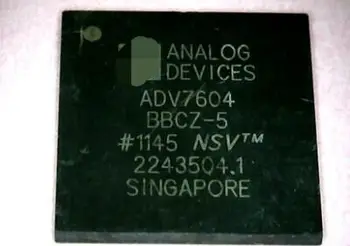 ANALOG
DEVICES
ADV7604
BBCZ-5
#1145 NSV™
2243504.1
SINGAPORE